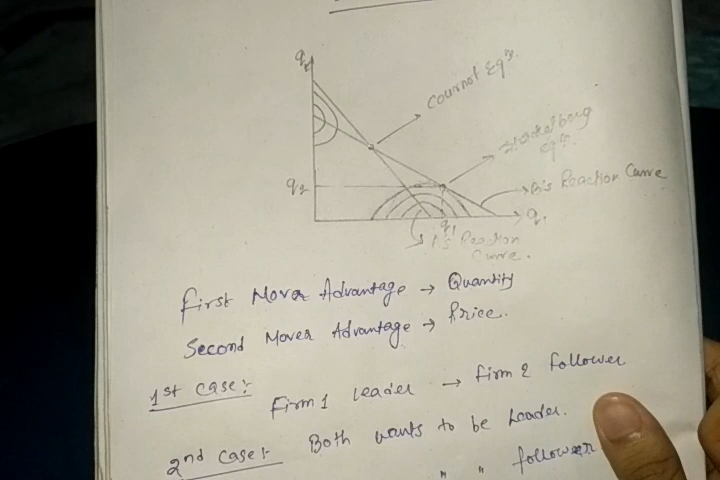 q2
Cournot Eqm.
Stackelberg
Eqm.
q2
B's Reaction Curve
q1
q1
A's Reaction
Curve.
First Mover Advantage → Quantity
Second Mover Advantage → Price.
1st case:-
Firm 1 leader → Firm 2 follower
2nd case:- Both wants to be leader.
" " follower